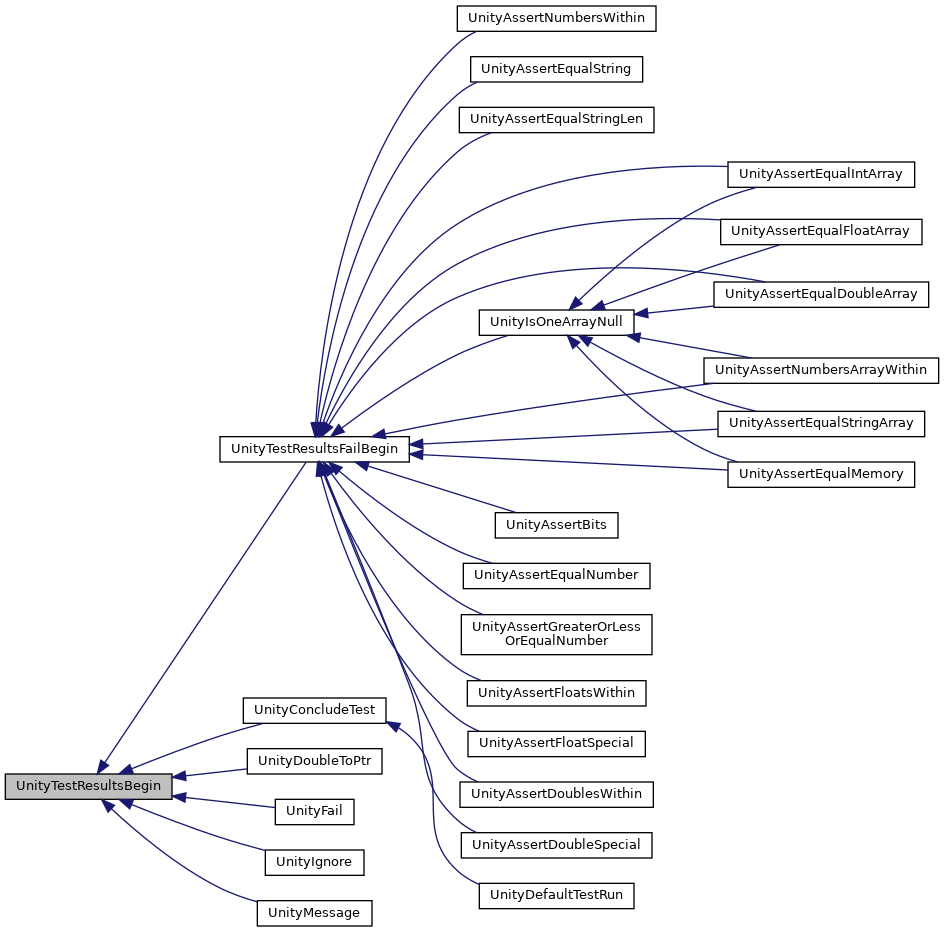 UnityAssertNumbersWithin
UnityAssertEqualString
UnityAssertEqualStringLen
UnityAssertEqualIntArray
UnityAssertEqualFloatArray
UnityAssertEqualDoubleArray
UnityIsOneArrayNull
UnityAssertNumbersArrayWithin
UnityAssertEqualStringArray
UnityTestResultsFailBegin
UnityAssertEqualMemory
UnityAssertBits
UnityAssertEqualNumber
UnityAssertGreaterOrLess
OrEqualNumber
UnityAssertFloatsWithin
UnityConcludeTest
UnityAssertFloatSpecial
UnityDoubleToPtr
UnityTestResultsBegin
UnityAssertDoublesWithin
UnityFail
UnityAssertDoubleSpecial
UnityIgnore
UnityDefaultTestRun
UnityMessage